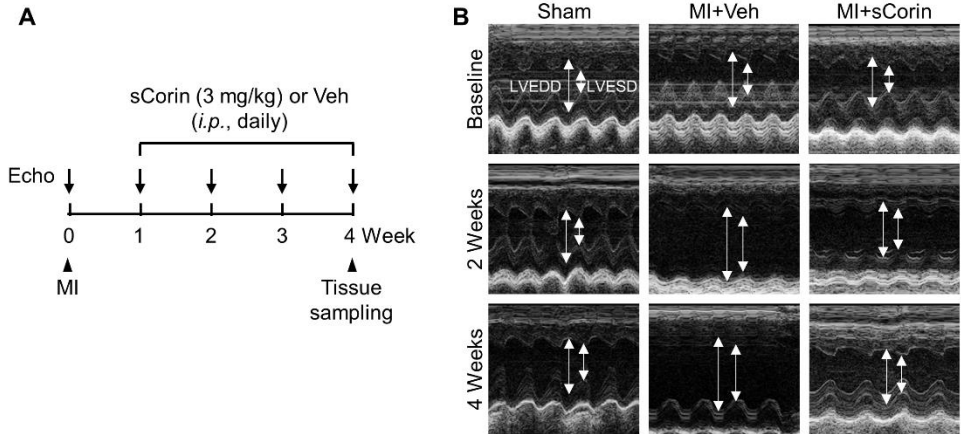 A
sCorin (3 mg/kg) or Veh
(i.p., daily)
Echo
0 1 2 3 4 Week
MI
Tissue
sampling
B
Sham MI+Veh MI+sCorin
Baseline
LVEDD LVESD
2 Weeks
4 Weeks